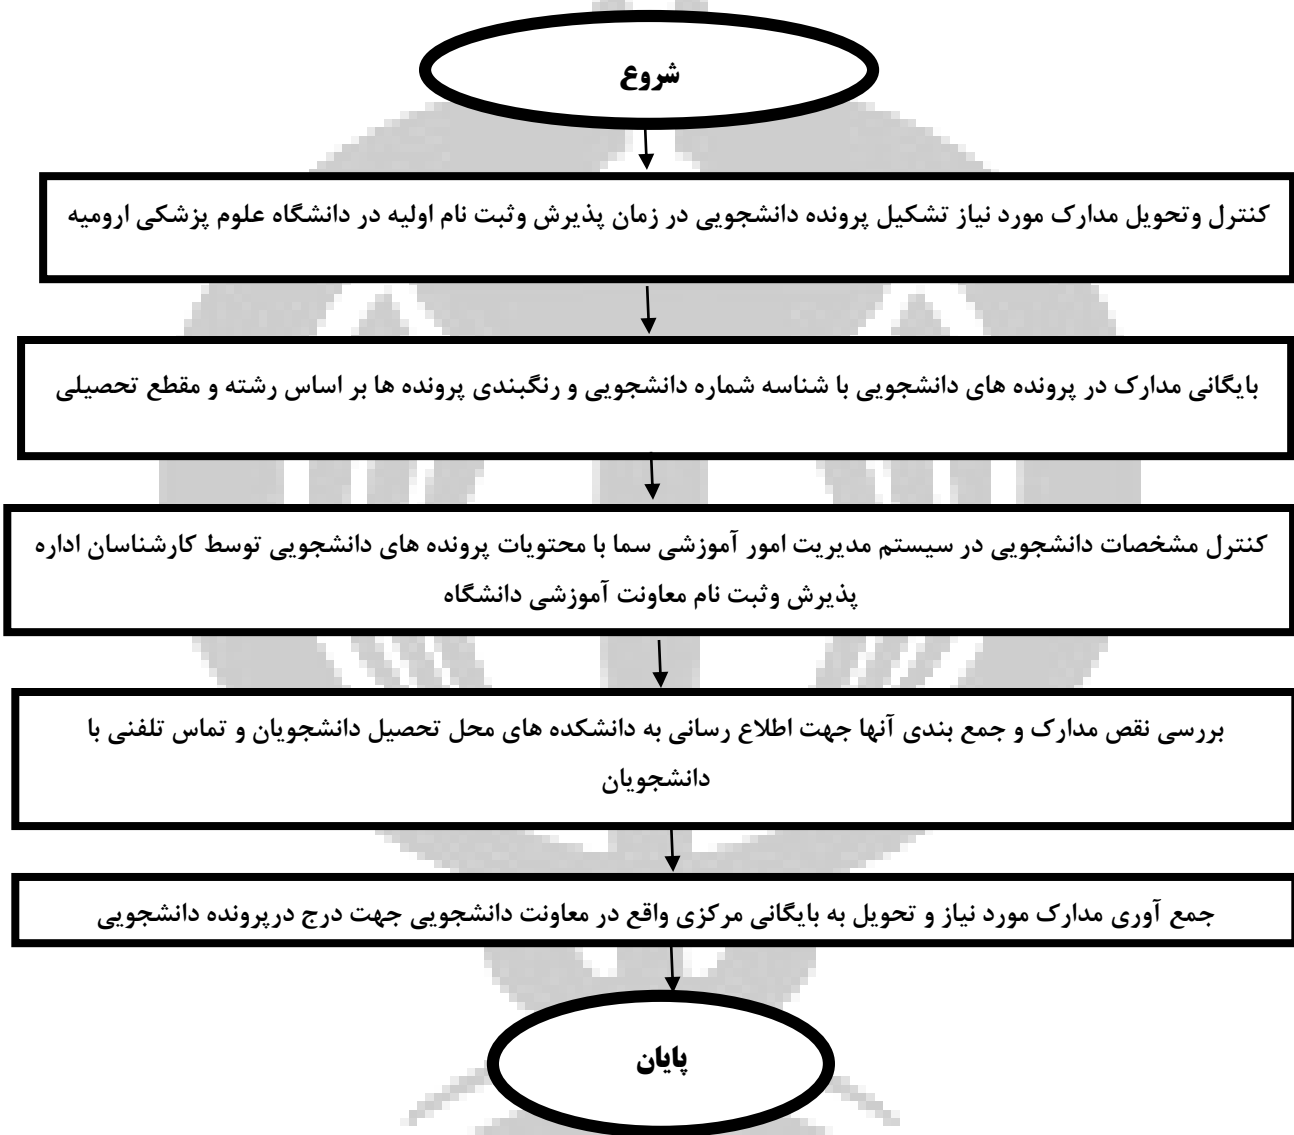 شروع
کنترل وتحویل مدارک مورد نیاز تشکیل پرونده دانشجویی در زمان پذیرش وثبت نام اولیه در دانشگاه علوم پزشکی ارومیه
بایگانی مدارک در پرونده های دانشجویی با شناسه شماره دانشجویی و رنگبندی پرونده ها بر اساس رشته و مقطع تحصیلی
کنترل مشخصات دانشجویی در سیستم مدیریت امور آموزشی سما با محتویات پرونده های دانشجویی توسط کارشناسان اداره
پذیرش وثبت نام معاونت آموزشی دانشگاه
بررسی نقص مدارک و جمع بندی آنها جهت اطلاع رسانی به دانشکده های محل تحصیل دانشجویان و تماس تلفنی با
دانشجویان
جمع آوری مدارک مورد نیاز و تحویل به بایگانی مرکزی واقع در معاونت دانشجویی جهت درج درپرونده دانشجویی
پایان